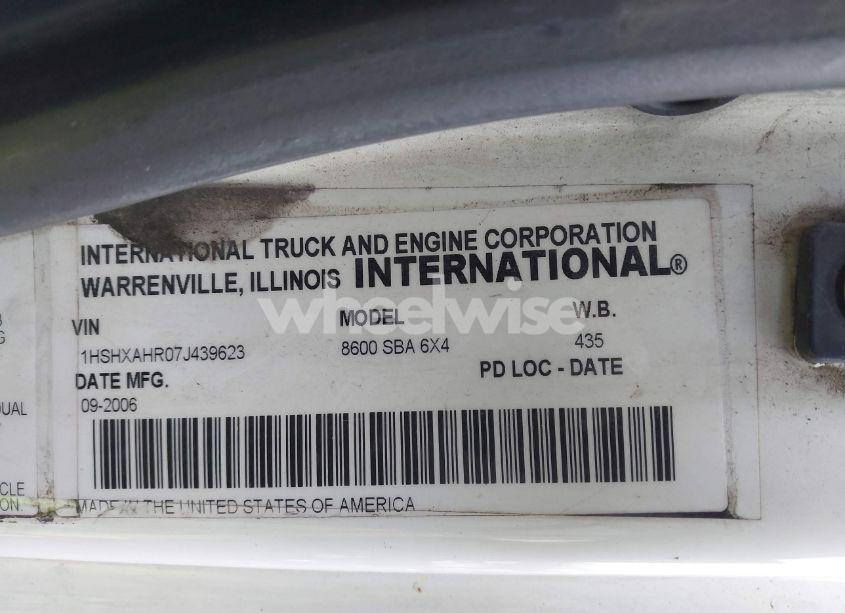 INTERNATIONAL TRUCK AND ENGINE CORPORATION
WARRENVILLE, ILLINOIS INTERNATIONAL®
VIN MODEL W.B.
1HSHXAHR07J439623 8600 SBA 6X4 435
DATE MFG. PD LOC - DATE
09-2006
MADE IN THE UNITED STATES OF AMERICA
wheelwise